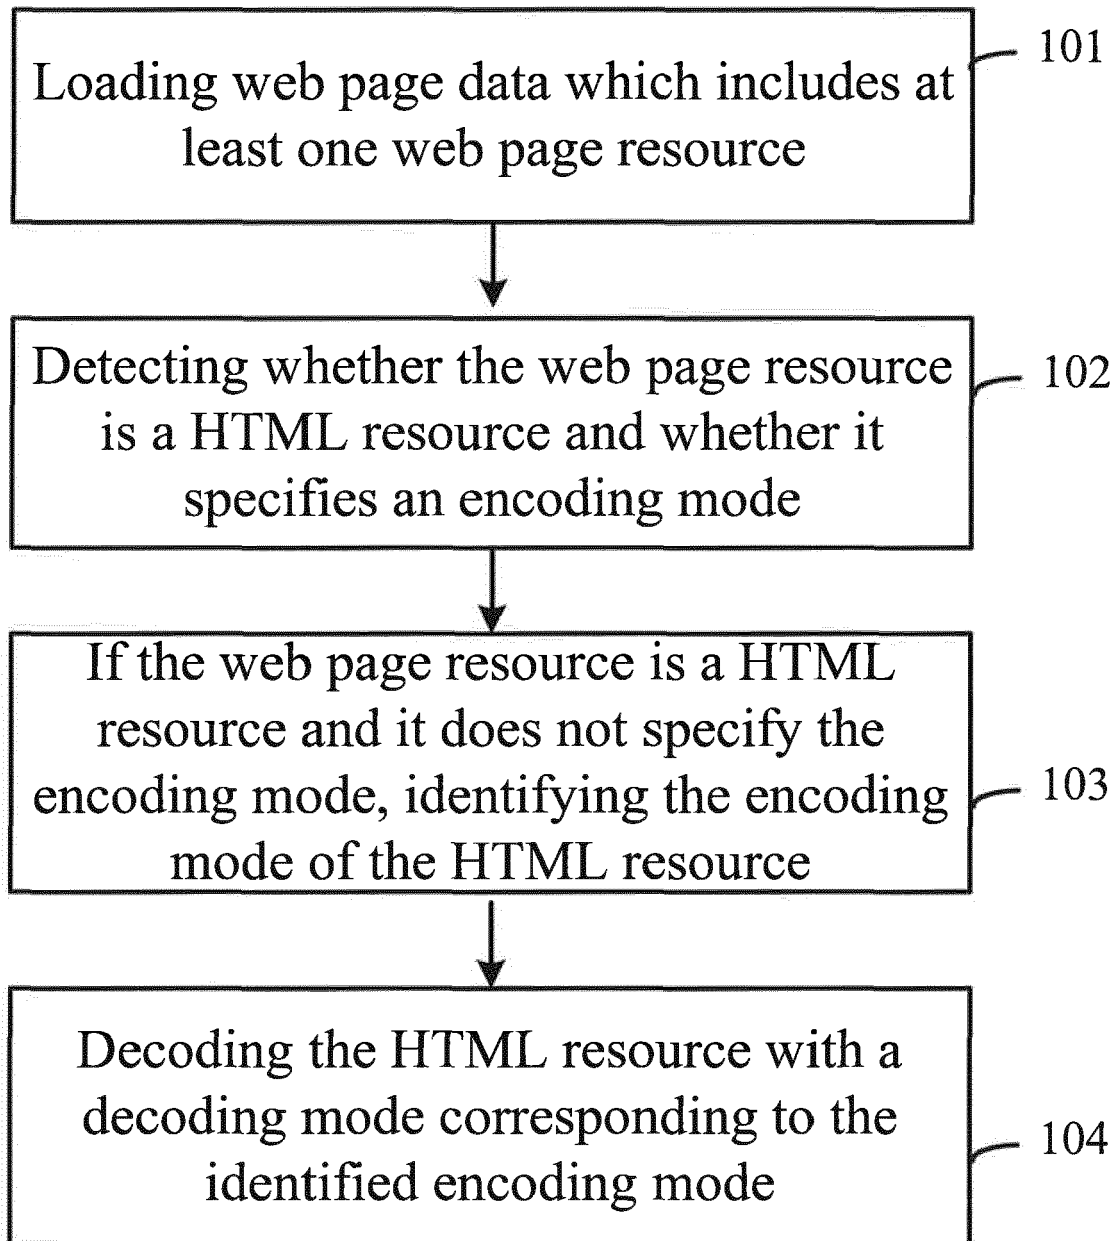 101
Loading web page data which includes at
least one web page resource
102
Detecting whether the web page resource
is a HTML resource and whether it
specifies an encoding mode
If the web page resource is a HTML
resource and it does not specify the
encoding mode, identifying the encoding
mode of the HTML resource
103
Decoding the HTML resource with a
decoding mode corresponding to the
identified encoding mode
104